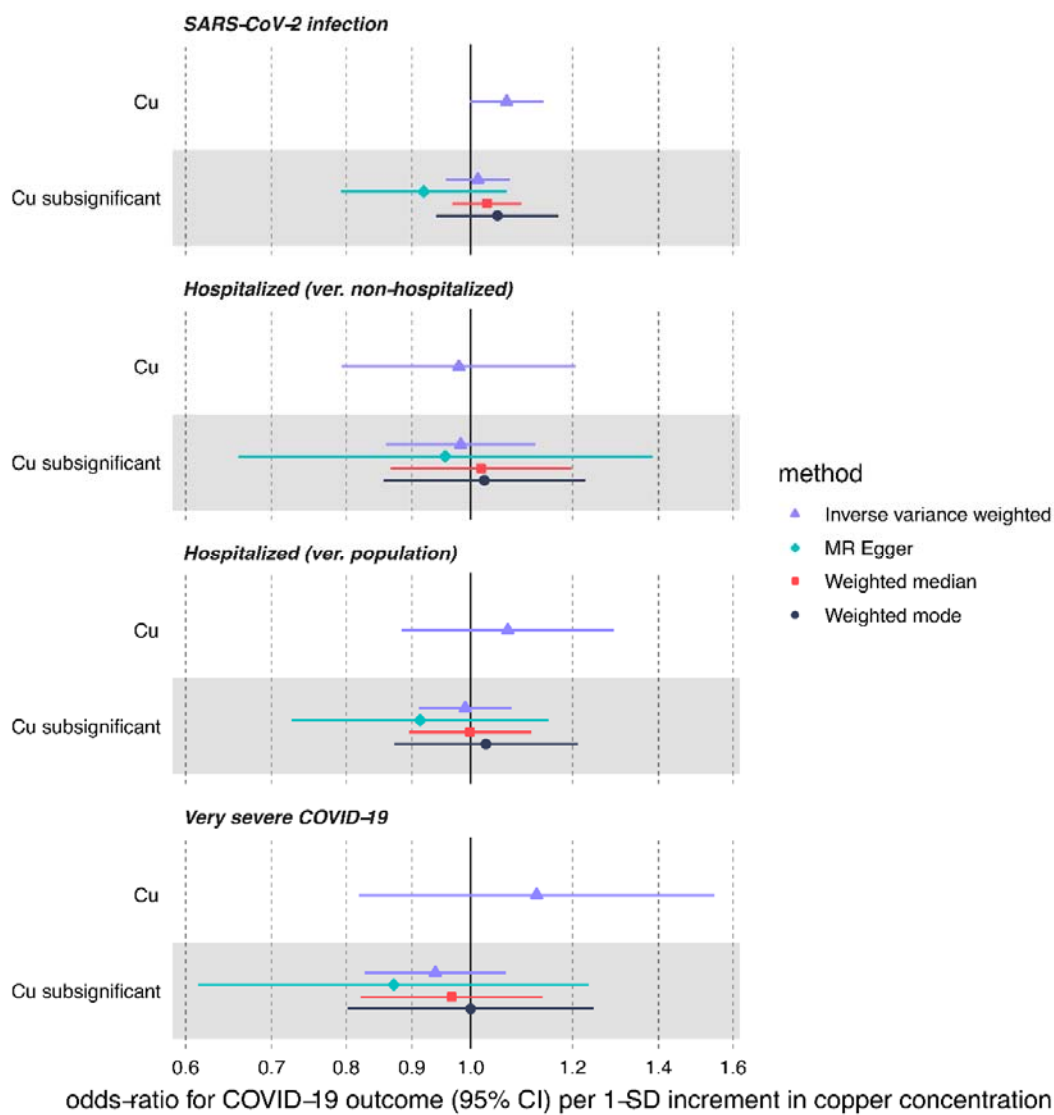 SARS-CoV-2 infection
Cu
Cu subsignificant
Hospitalized (ver. non-hospitalized)
Cu
Cu subsignificant
method
Inverse variance weighted
MR Egger
Weighted median
Weighted mode
Hospitalized (ver. population)
Cu
Cu subsignificant
Very severe COVID-19
Cu
Cu subsignificant
0.6 0.7 0.8 0.9 1.0 1.2 1.4 1.6
odds-ratio for COVID-19 outcome (95% CI) per 1-SD increment in copper concentration